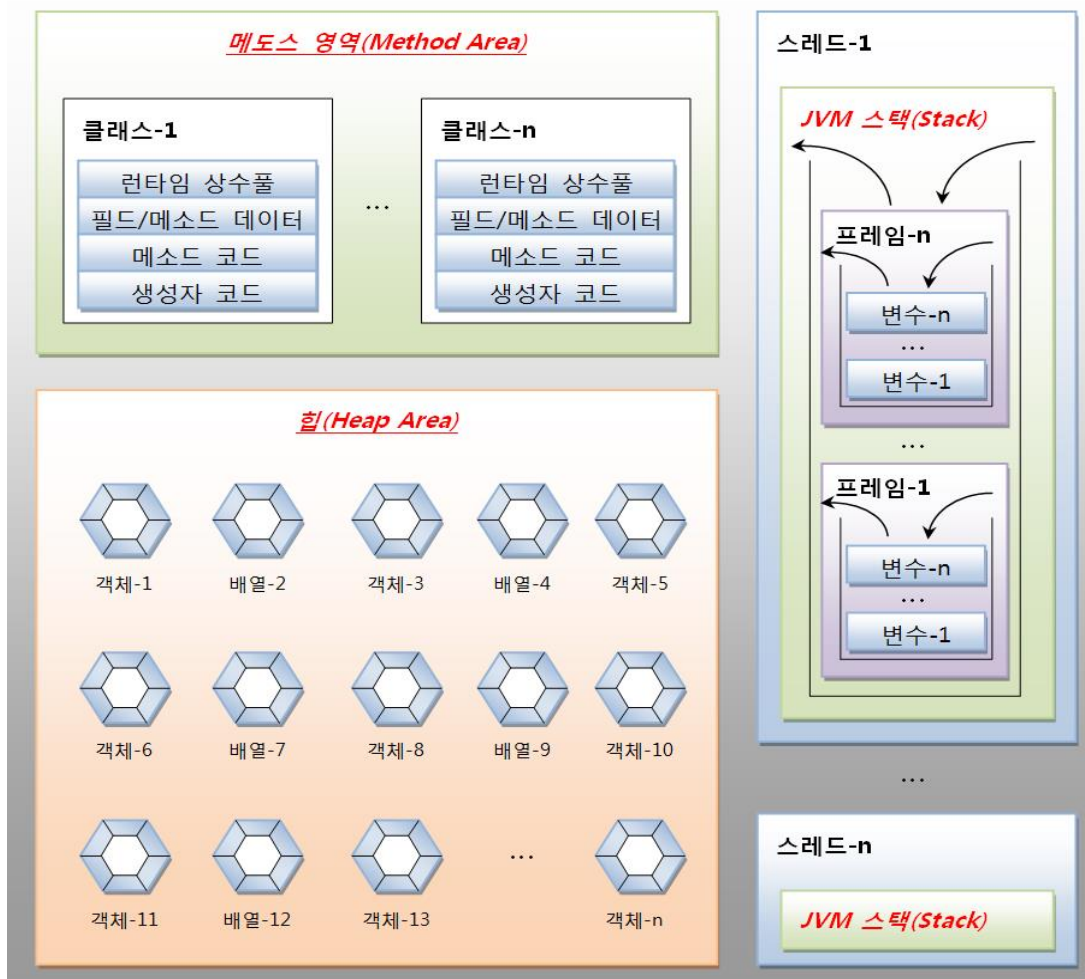 메도스 영역(Method Area)
클래스-1
런타임 상수풀
필드/메소드 데이터
메소드 코드
생성자 코드
...
클래스-n
런타임 상수풀
필드/메소드 데이터
메소드 코드
생성자 코드
힙(Heap Area)
객체-1 배열-2 객체-3 배열-4 객체-5
객체-6 배열-7 객체-8 배열-9 객체-10
객체-11 배열-12 객체-13 ... 객체-n
스레드-1
JVM 스택(Stack)
프레임-n
변수-n
...
변수-1
...
프레임-1
변수-n
...
변수-1
...
스레드-n
JVM 스택(Stack)